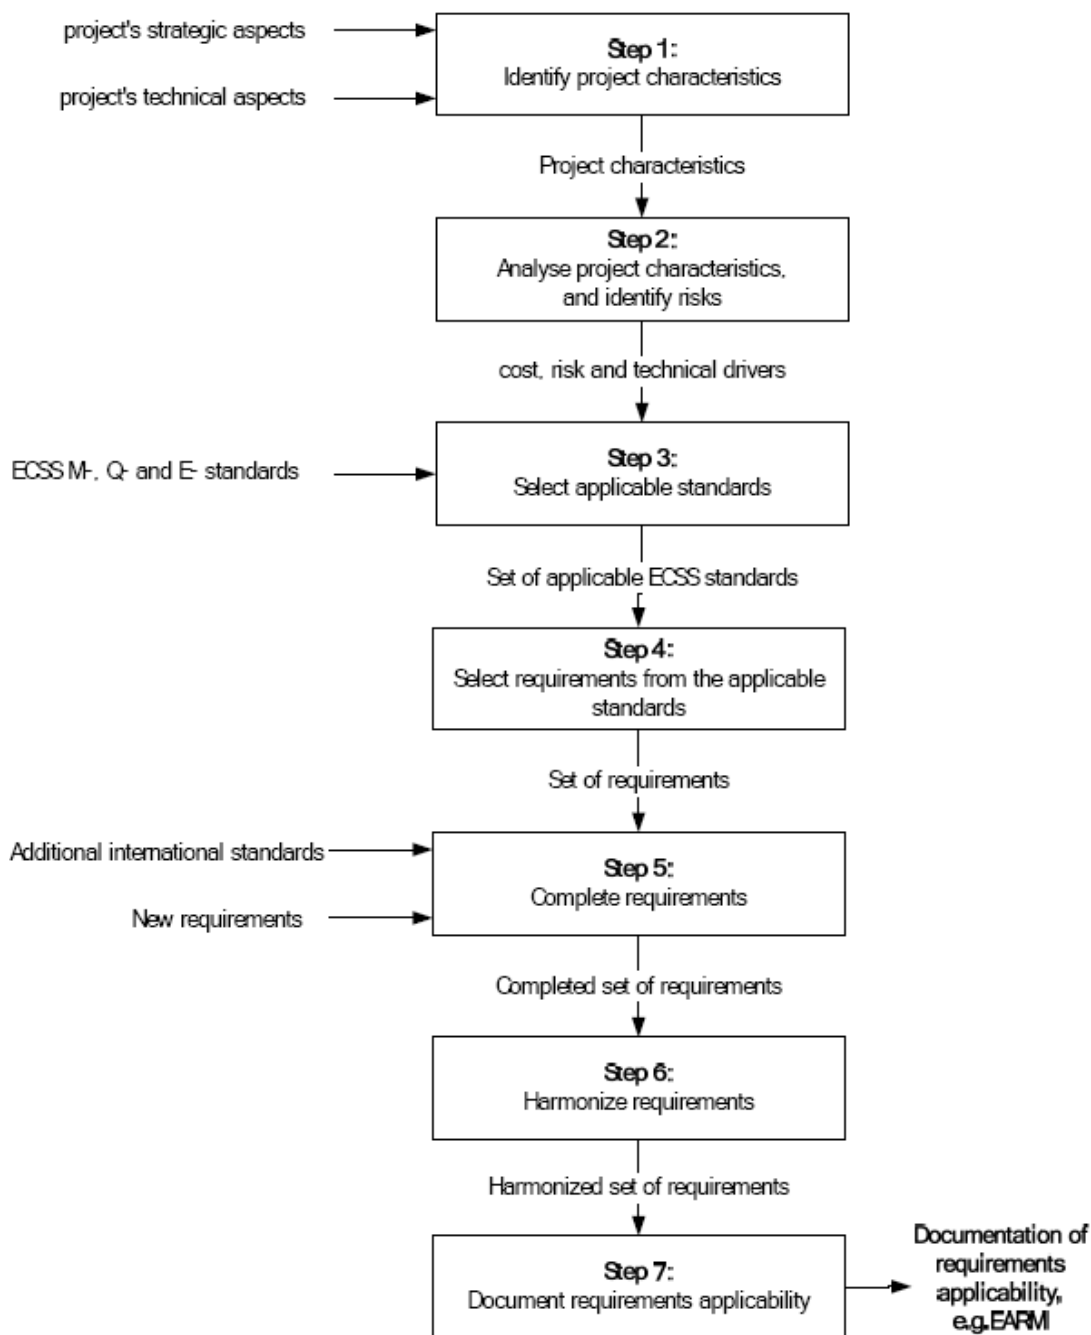 project's strategic aspects
Step 1:
Identify project characteristics
project's technical aspects
Project characteristics
Step 2:
Analyse project characteristics,
and identify risks
cost, risk and technical drivers
Step 3:
Select applicable standards
ECSS M-, Q- and E- standards
Set of applicable ECSS standards
Step 4:
Select requirements from the applicable
standards
Set of requirements
Additional international standards
Step 5:
Complete requirements
New requirements
Completed set of requirements
Step 6:
Harmonize requirements
Harmonized set of requirements
Step 7:
Document requirements applicability
Documentation of
requirements
applicability,
e.g.EARM